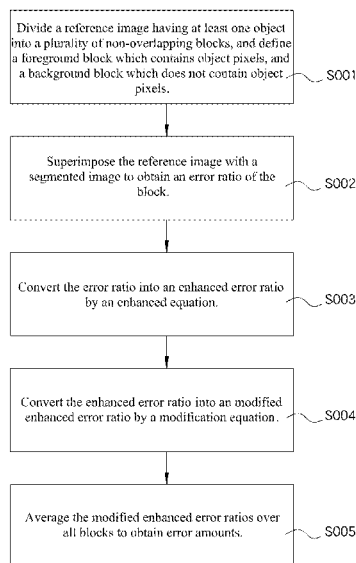 Divide a reference image having at least one object
into a plurality of non-overlapping blocks, and define
a foreground block which contains object pixels, and
a background block which does not contain object
pixels.
S001
Superimpose the reference image with a
segmented image to obtain an error ratio of the
block.
S002
Convert the error ratio into an enhanced error ratio
by an enhanced equation.
S003
Convert the enhanced error ratio into an modified
enhanced error ratio by a modification equation.
S004
Average the modified enhanced error ratios over
all blocks to obtain error amounts.
S005